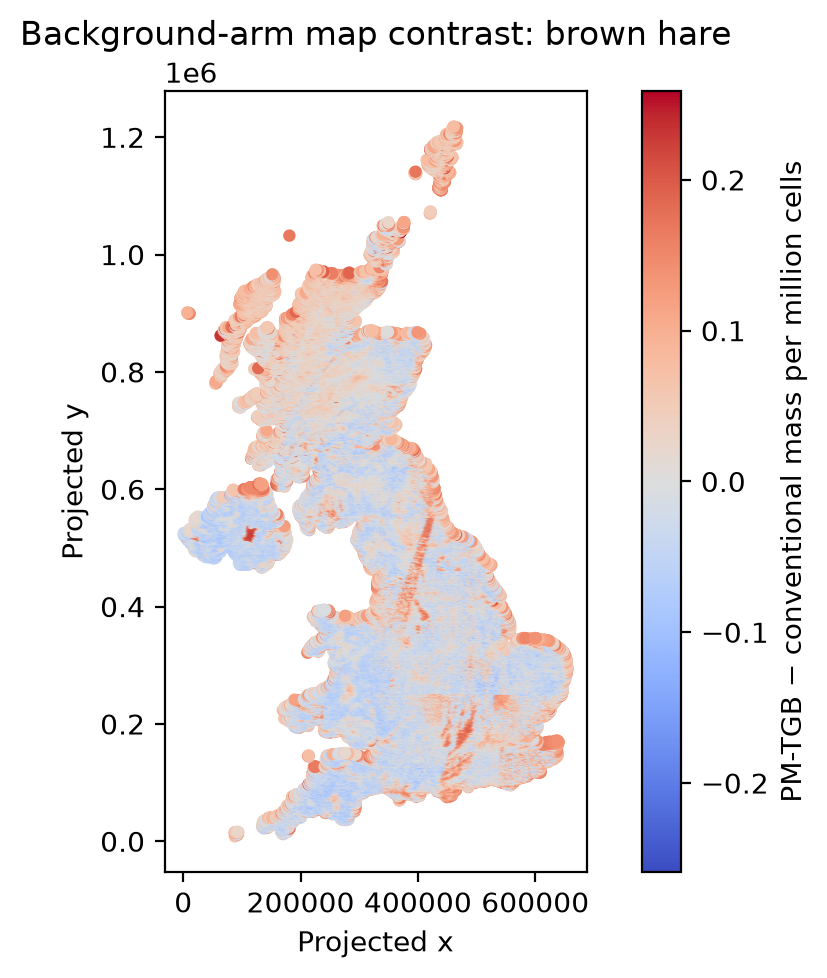 Background-arm map contrast: brown hare
1e6
1.2
1.0
0.8
0.6
0.4
0.2
0.0
Projected y
0 200000 400000 600000
Projected x
0.2
0.1
0.0
−0.1
−0.2
PM-TGB − conventional mass per million cells